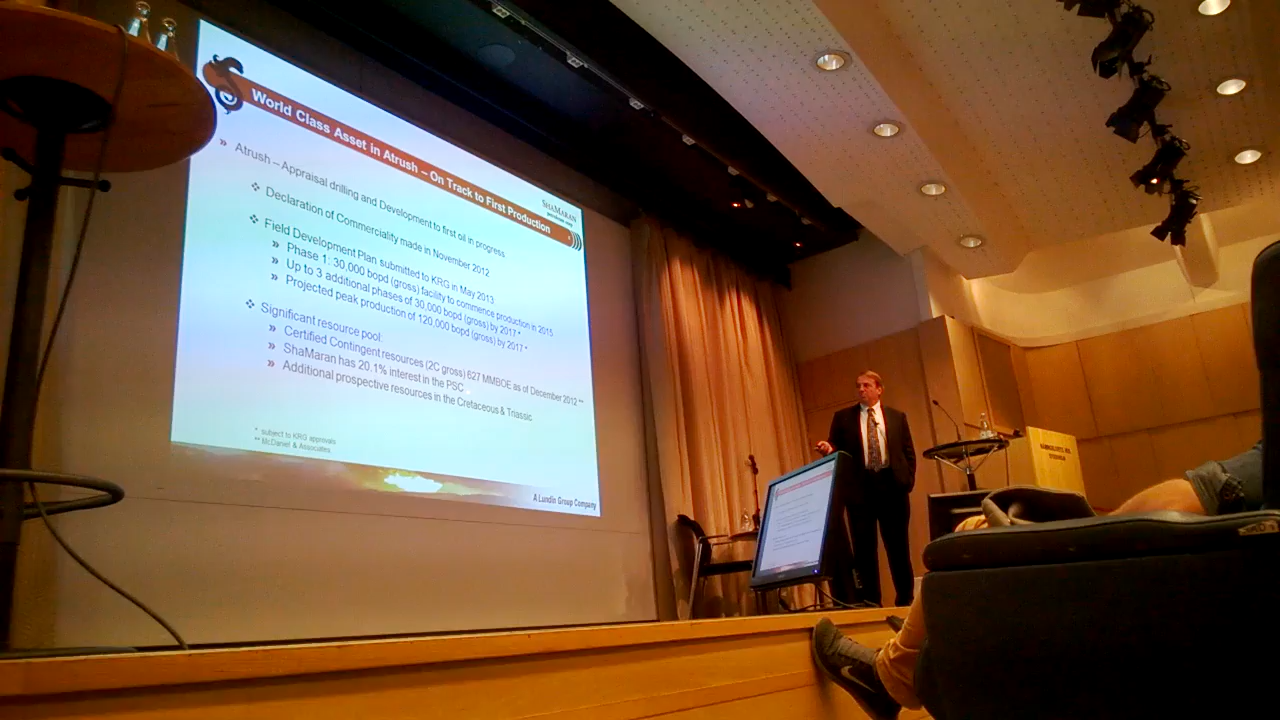 World Class Asset in Atrush – On Track to First Production
SHAMARAN
petroleum corp
» Atrush – Appraisal drilling and Development to first oil in progress
❖ Declaration of Commerciality made in November 2012
❖ Field Development Plan submitted to KRG in May 2013
» Phase 1: 30,000 bopd (gross) facility to commence production in 2015
» Up to 3 additional phases of 30,000 bopd (gross) by 2017 *
» Projected peak production of 120,000 bopd (gross) by 2017 *
❖ Significant resource pool:
» Certified Contingent resources (2C gross) 627 MMBOE as of December 2012 **
» ShaMaran has 20.1% interest in the PSC
» Additional prospective resources in the Cretaceous & Triassic
* subject to KRG approvals
** McDaniel & Associates
A Lundin Group Company